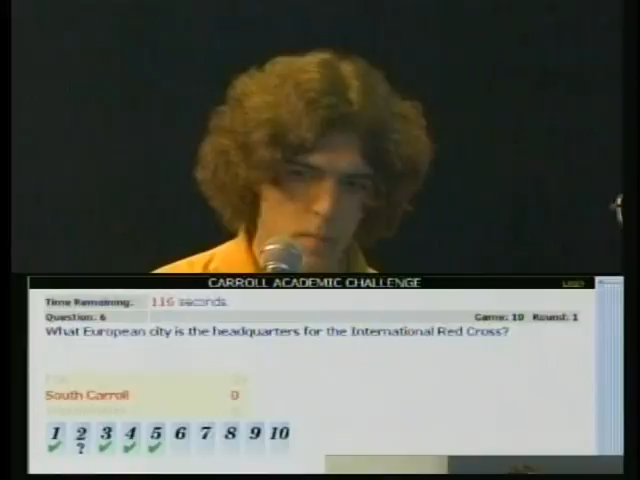 CARROLL ACADEMIC CHALLENGE
Time Remaining: 116 seconds
Question: 6 Game: 10 Round: 1
What European city is the headquarters for the International Red Cross?
South Carroll 0
1 2 3 4 5 6 7 8 9 10
✓ ? ✓ ✓ ✓